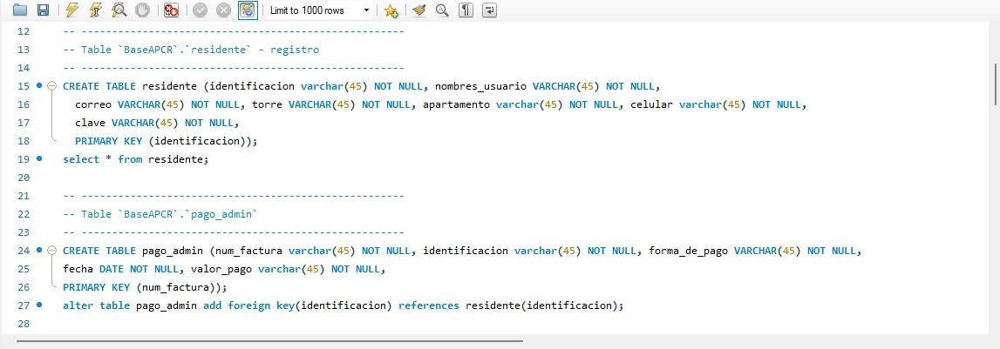 Limit to 1000 rows
12 -- -----------------------------------------------------
13 -- Table `BaseAPCR`.`residente` - registro
14 -- -----------------------------------------------------
15 CREATE TABLE residente (identificacion varchar(45) NOT NULL, nombres_usuario VARCHAR(45) NOT NULL,
16 correo VARCHAR(45) NOT NULL, torre VARCHAR(45) NOT NULL, apartamento varchar(45) NOT NULL, celular varchar(45) NOT NULL,
17 clave VARCHAR(45) NOT NULL,
18 PRIMARY KEY (identificacion));
19 select * from residente;
20
21 -- -----------------------------------------------------
22 -- Table `BaseAPCR`.`pago_admin`
23 -- -----------------------------------------------------
24 CREATE TABLE pago_admin (num_factura varchar(45) NOT NULL, identificacion varchar(45) NOT NULL, forma_de_pago VARCHAR(45) NOT NULL,
25 fecha DATE NOT NULL, valor_pago varchar(45) NOT NULL,
26 PRIMARY KEY (num_factura));
27 alter table pago_admin add foreign key(identificacion) references residente(identificacion);
28